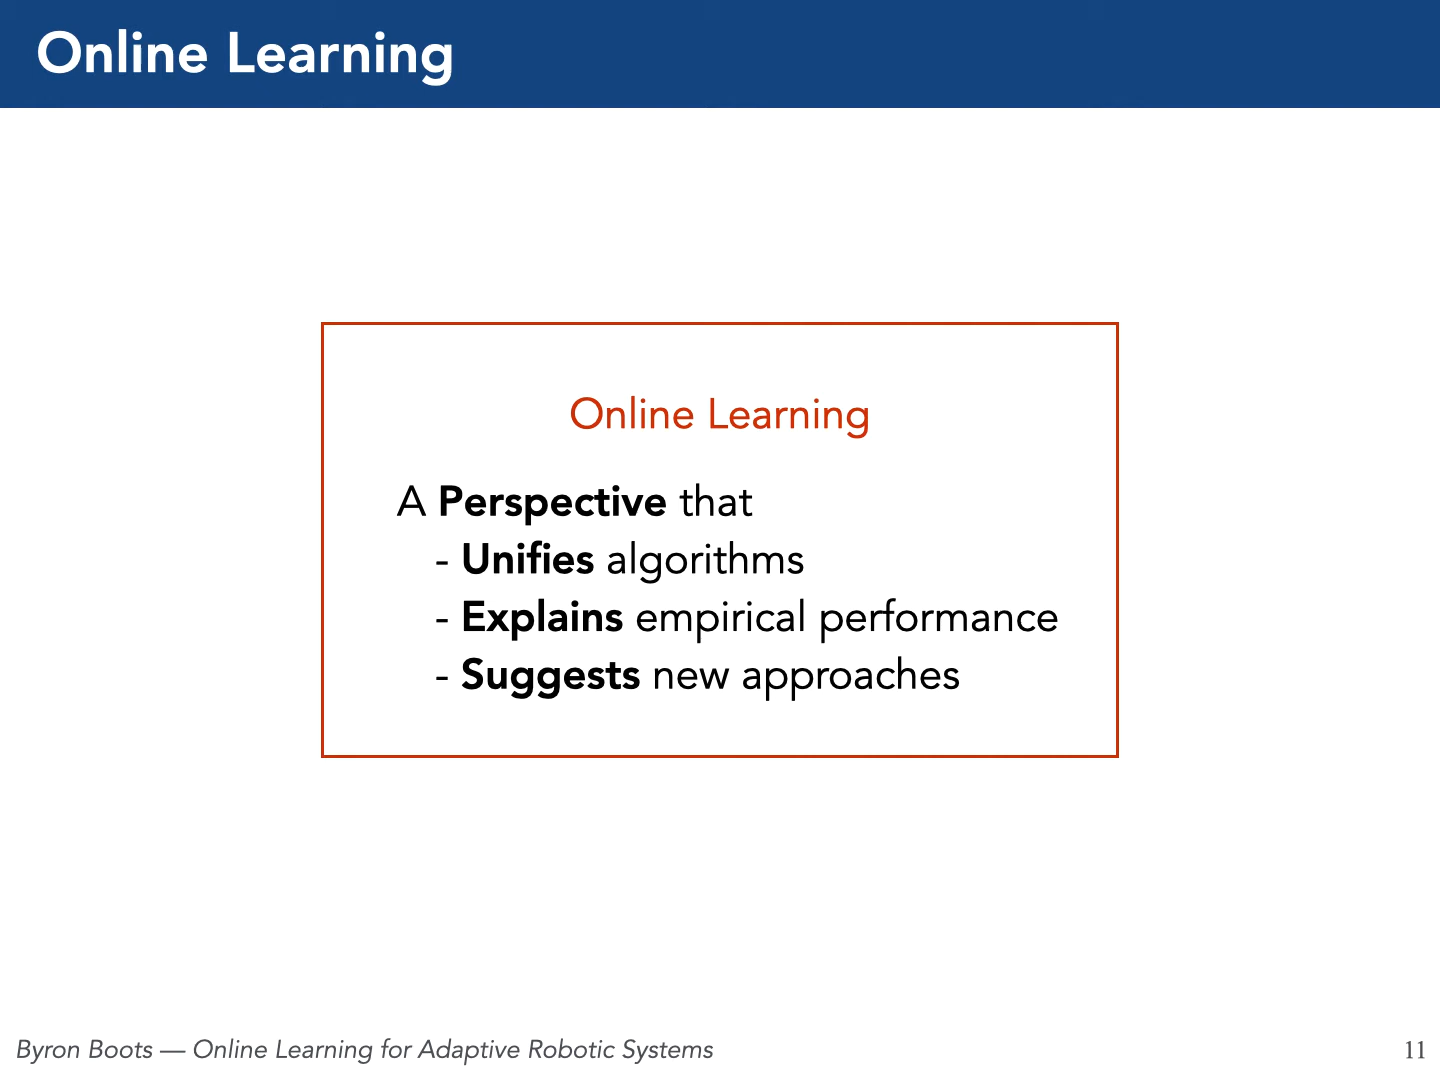 Online Learning
Online Learning
A Perspective that
- Unifies algorithms
- Explains empirical performance
- Suggests new approaches
Byron Boots — Online Learning for Adaptive Robotic Systems
11